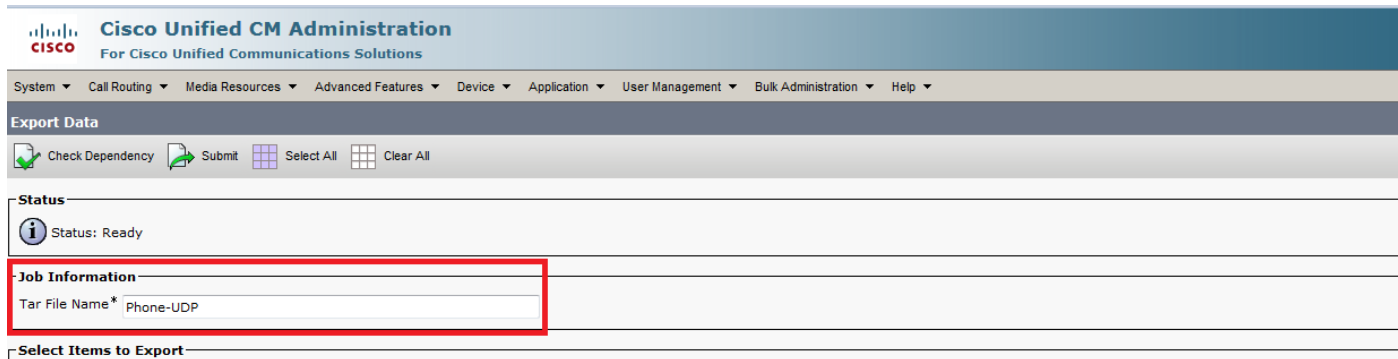 Cisco Unified CM Administration
CISCO
For Cisco Unified Communications Solutions
System Call Routing Media Resources Advanced Features Device Application User Management Bulk Administration Help
Export Data
Check Dependency Submit Select All Clear All
Status
Status: Ready
Job Information
Tar File Name* Phone-UDP
Select Items to Export